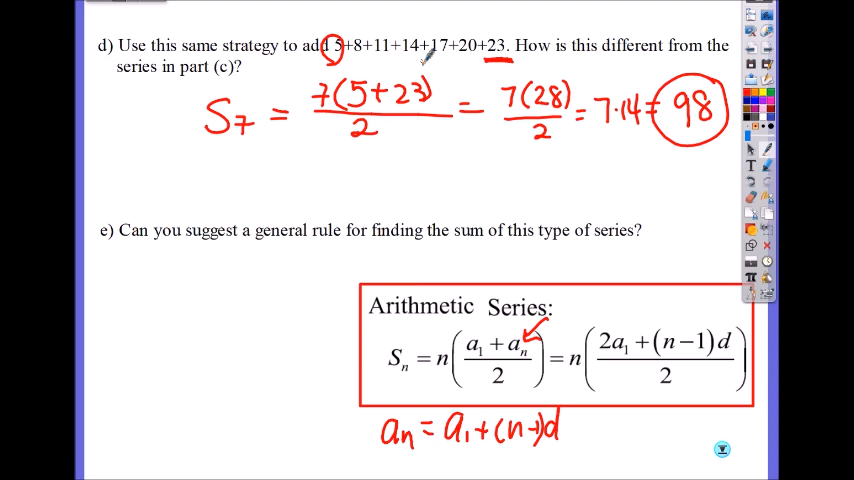 d) Use this same strategy to add 5+8+11+14+17+20+23. How is this different from the
series in part (c)?
S₇ = 7(5+23)/2 = 7(28)/2 = 7·14 = 98
e) Can you suggest a general rule for finding the sum of this type of series?
Arithmetic Series:
Sₙ = n((a₁ + aₙ)/2) = n((2a₁ + (n−1)d)/2)
aₙ = a₁ + (n-1)d